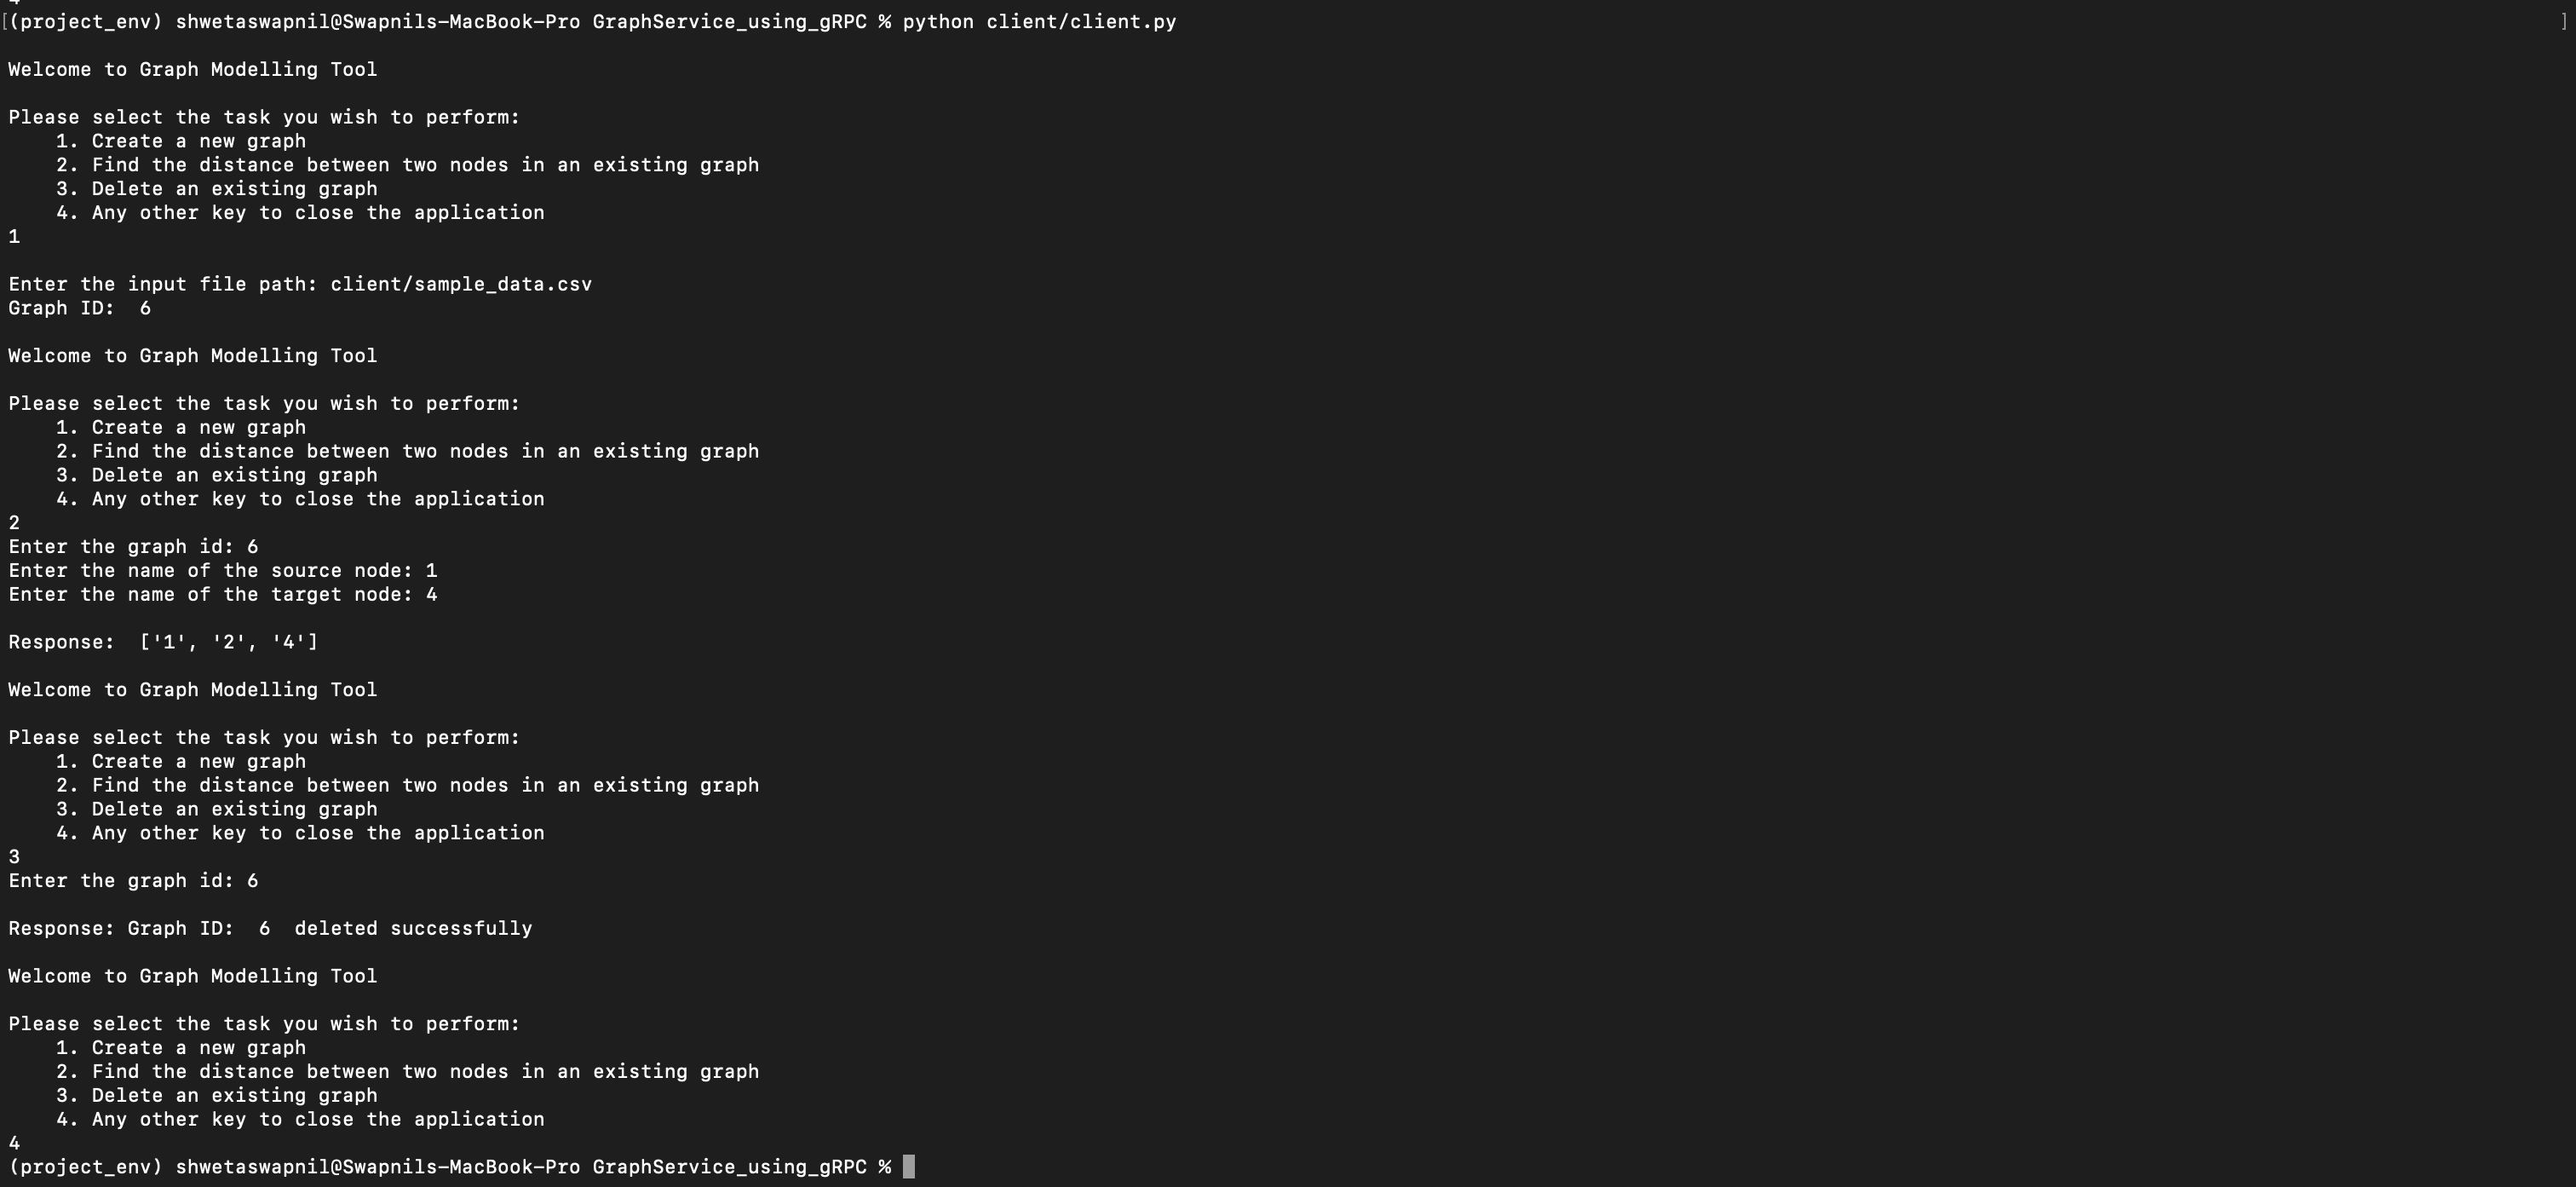 4
[(project_env) shwetaswapnil@Swapnils-MacBook-Pro GraphService_using_gRPC % python client/client.py ]
Welcome to Graph Modelling Tool
Please select the task you wish to perform:
1. Create a new graph
2. Find the distance between two nodes in an existing graph
3. Delete an existing graph
4. Any other key to close the application
1
Enter the input file path: client/sample_data.csv
Graph ID:  6
Welcome to Graph Modelling Tool
Please select the task you wish to perform:
1. Create a new graph
2. Find the distance between two nodes in an existing graph
3. Delete an existing graph
4. Any other key to close the application
2
Enter the graph id: 6
Enter the name of the source node: 1
Enter the name of the target node: 4
Response:  ['1', '2', '4']
Welcome to Graph Modelling Tool
Please select the task you wish to perform:
1. Create a new graph
2. Find the distance between two nodes in an existing graph
3. Delete an existing graph
4. Any other key to close the application
3
Enter the graph id: 6
Response: Graph ID:  6  deleted successfully
Welcome to Graph Modelling Tool
Please select the task you wish to perform:
1. Create a new graph
2. Find the distance between two nodes in an existing graph
3. Delete an existing graph
4. Any other key to close the application
4
(project_env) shwetaswapnil@Swapnils-MacBook-Pro GraphService_using_gRPC %